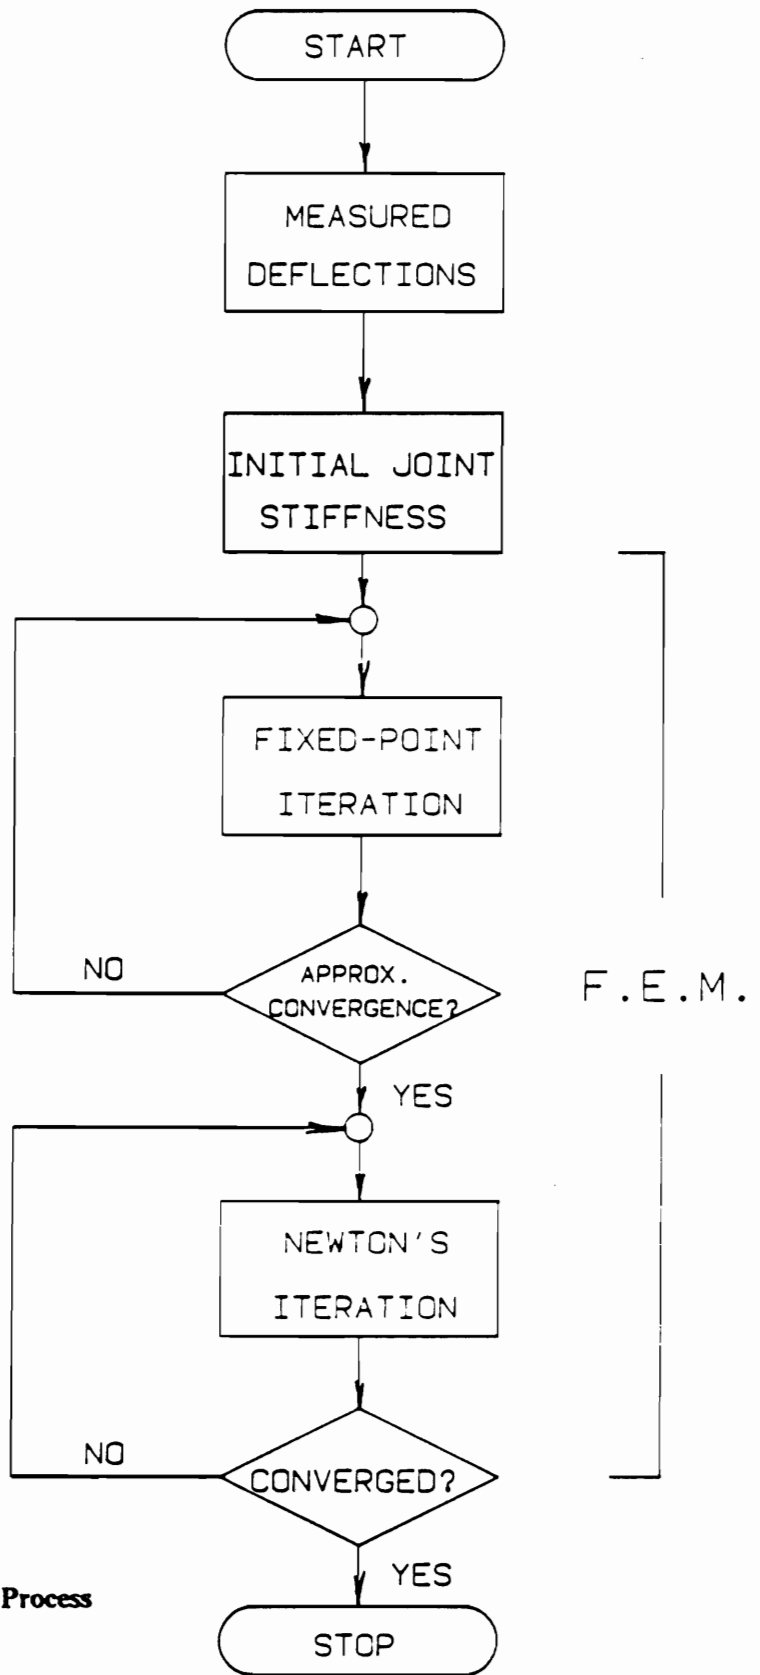 START
MEASURED
DEFLECTIONS
INITIAL JOINT
STIFFNESS
FIXED-POINT
ITERATION
NO
APPROX.
CONVERGENCE?
F.E.M.
YES
NEWTON'S
ITERATION
NO
CONVERGED?
YES
Process
STOP